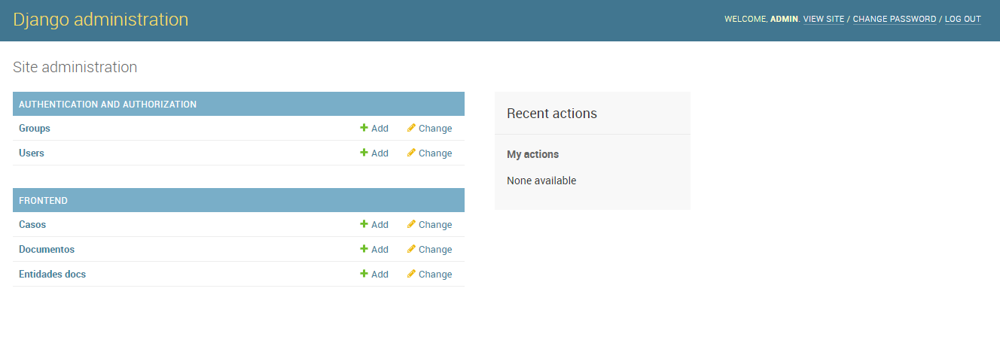 Django administration
WELCOME, ADMIN. VIEW SITE / CHANGE PASSWORD / LOG OUT
Site administration
AUTHENTICATION AND AUTHORIZATION
Groups Add Change
Users Add Change
FRONTEND
Casos Add Change
Documentos Add Change
Entidades docs Add Change
Recent actions
My actions
None available